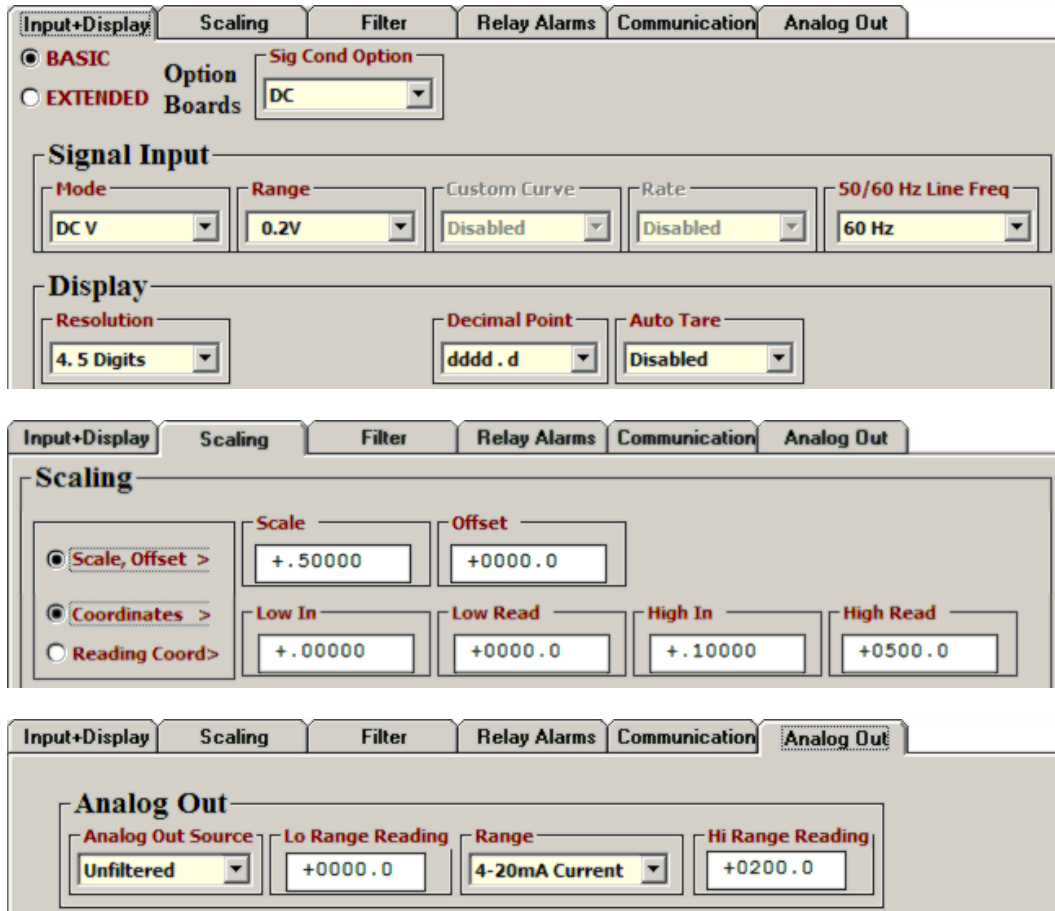 Input+Display Scaling Filter Relay Alarms Communication Analog Out
BASIC
EXTENDED
Option
Boards
Sig Cond Option
DC
Signal Input
Mode Range Custom Curve Rate 50/60 Hz Line Freq
DC V 0.2V Disabled Disabled 60 Hz
Display
Resolution Decimal Point Auto Tare
4. 5 Digits dddd . d Disabled
Input+Display Scaling Filter Relay Alarms Communication Analog Out
Scaling
Scale Offset
Scale, Offset > +.50000 +0000.0
Coordinates >
Reading Coord>
Low In Low Read High In High Read
+.00000 +0000.0 +.10000 +0500.0
Input+Display Scaling Filter Relay Alarms Communication Analog Out
Analog Out
Analog Out Source Lo Range Reading Range Hi Range Reading
Unfiltered +0000.0 4-20mA Current +0200.0